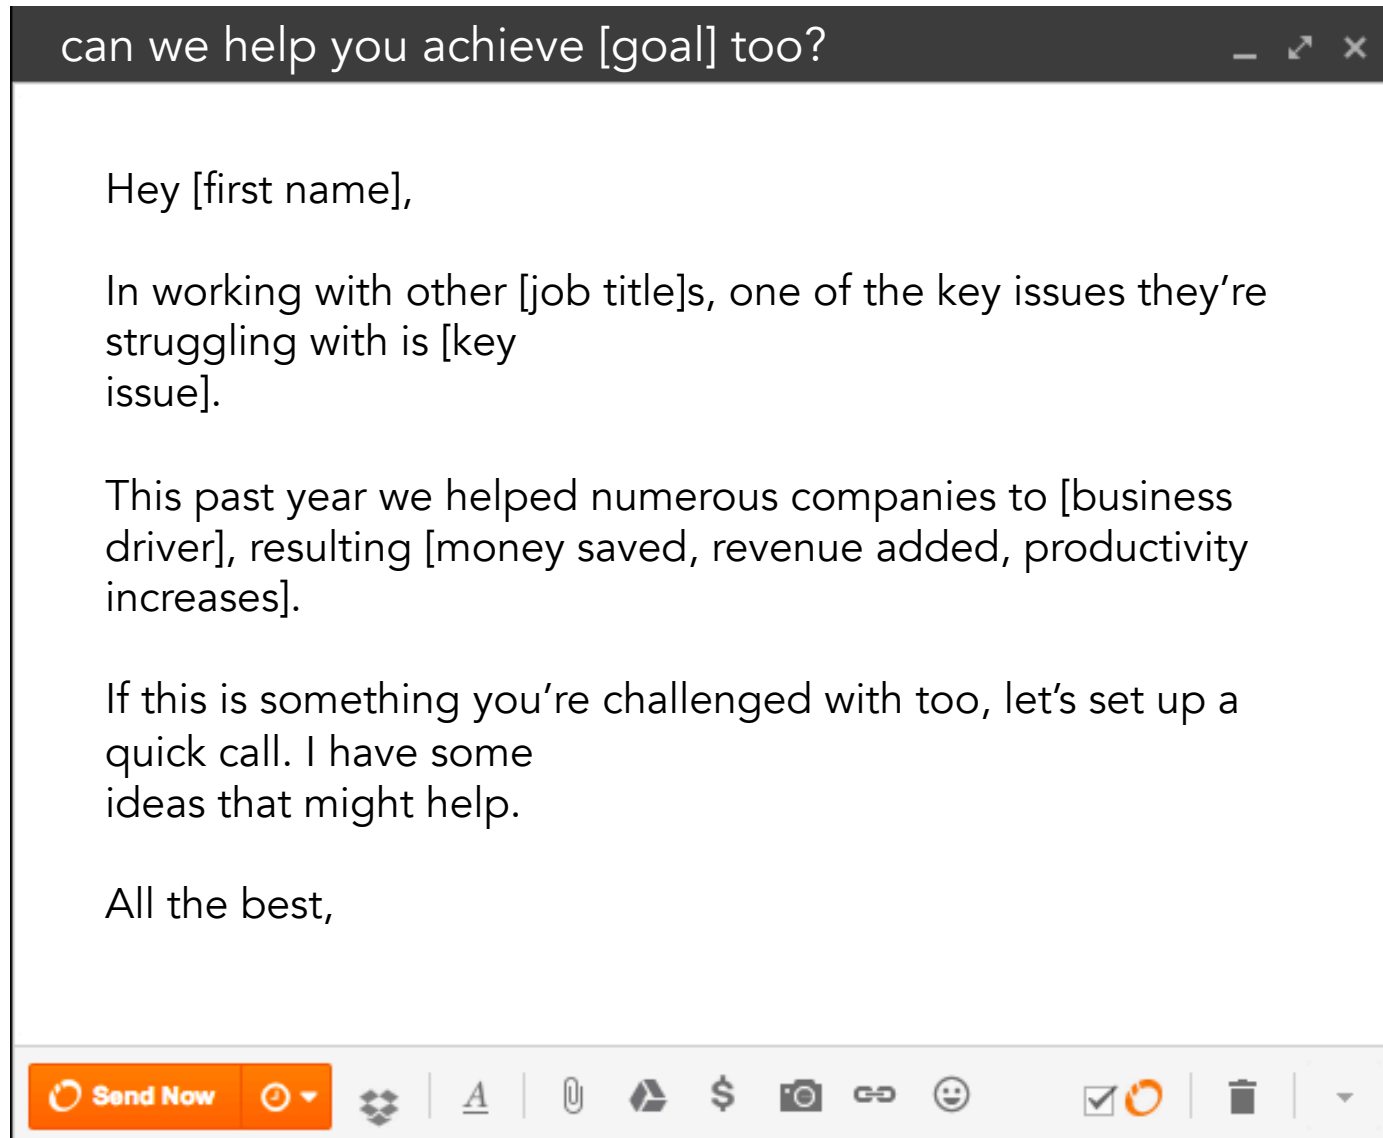 can we help you achieve [goal] too?
Hey [first name],
In working with other [job title]s, one of the key issues they’re
struggling with is [key
issue].
This past year we helped numerous companies to [business
driver], resulting [money saved, revenue added, productivity
increases].
If this is something you’re challenged with too, let’s set up a
quick call. I have some
ideas that might help.
All the best,
Send Now